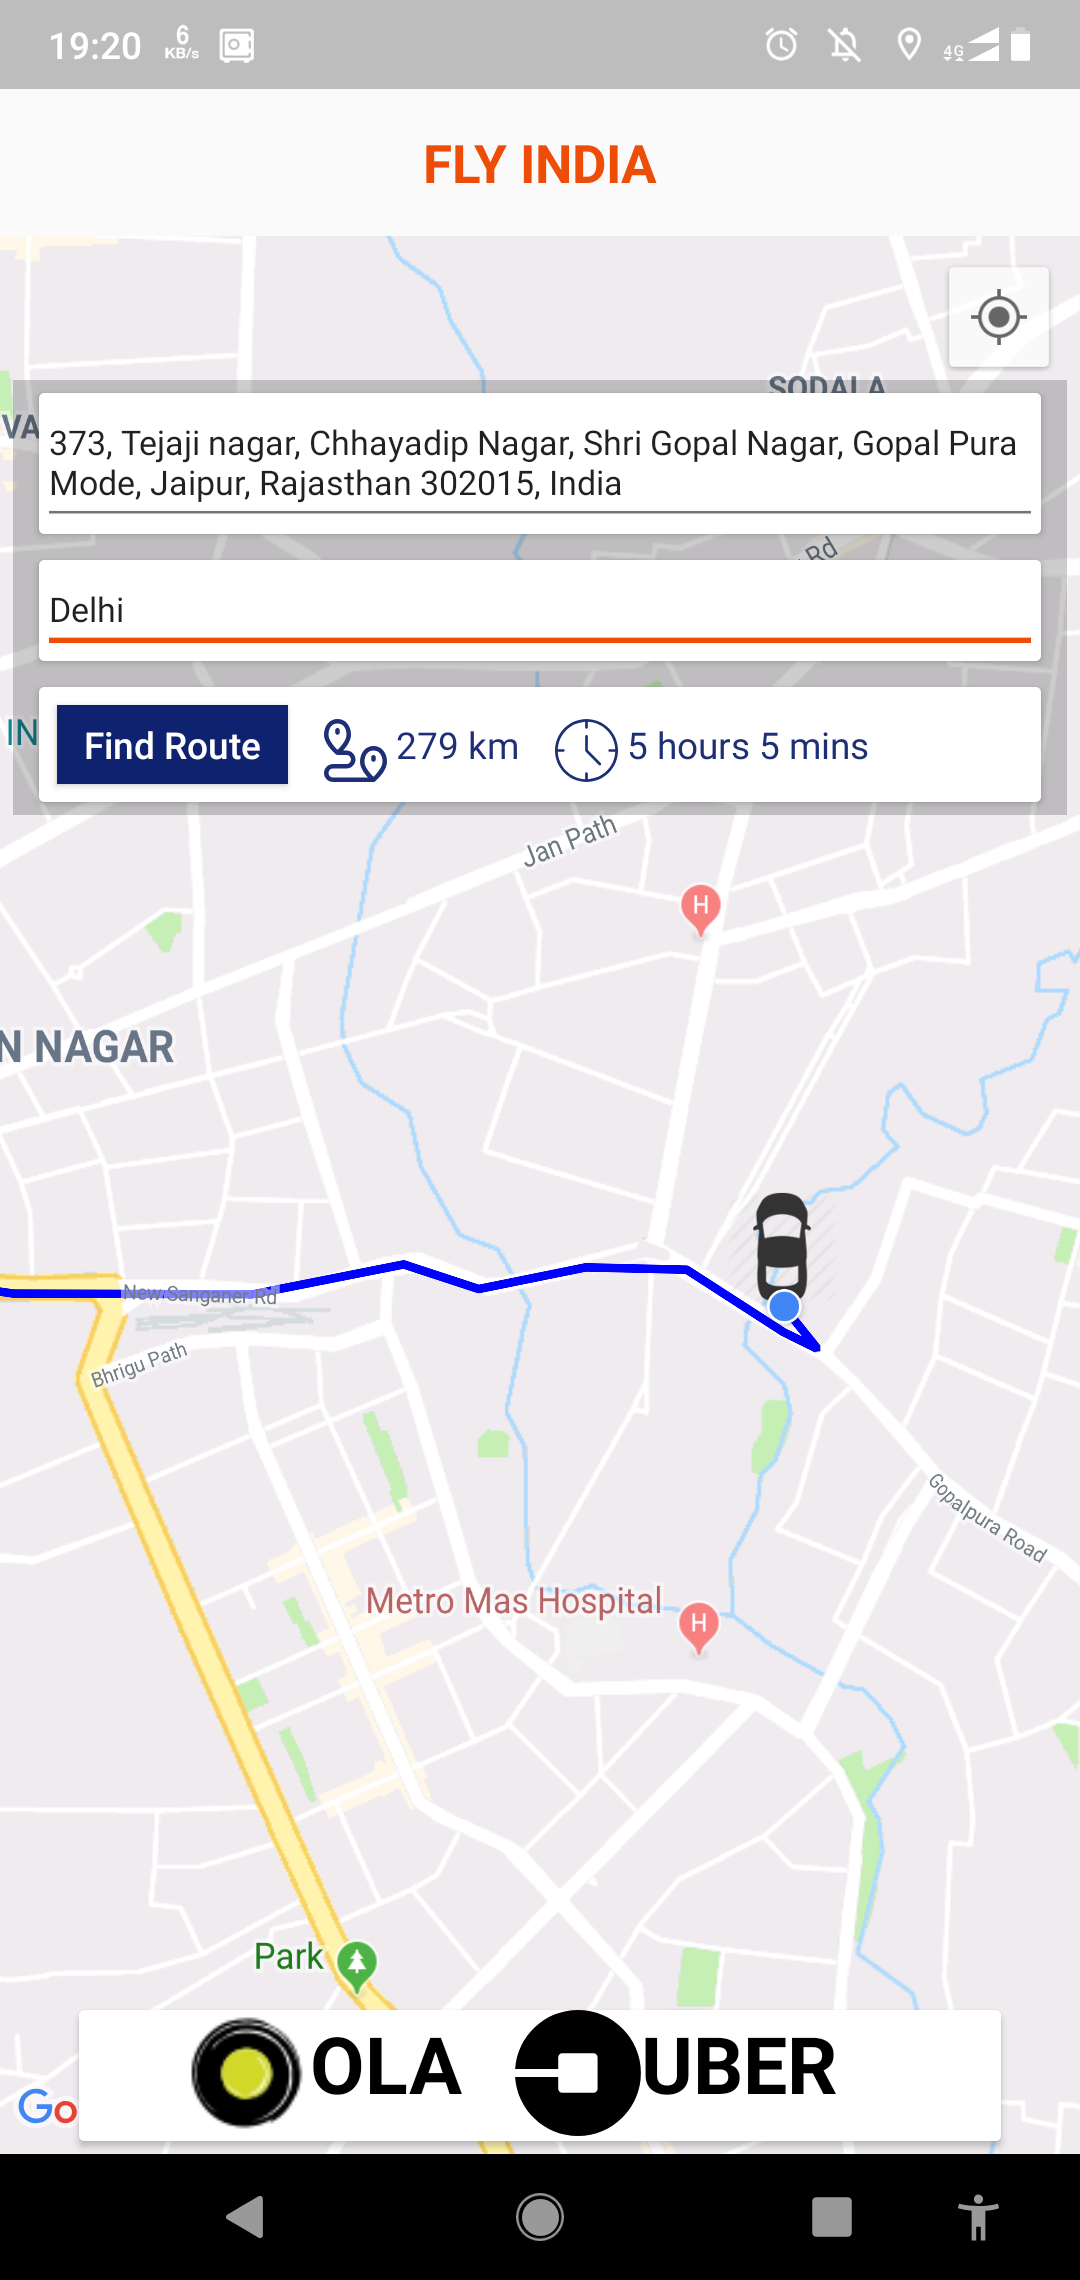 19:20
6
KB/s
4G
FLY INDIA
SODALA
VA
373, Tejaji nagar, Chhayadip Nagar, Shri Gopal Nagar, Gopal Pura
Mode, Jaipur, Rajasthan 302015, India
Rd
Delhi
IN
Find Route
279 km
5 hours 5 mins
Jan Path
H
N NAGAR
New Sanganer Rd
Bhrigu Path
Gopalpura Road
Metro Mas Hospital
H
Park
OLA
UBER
Go